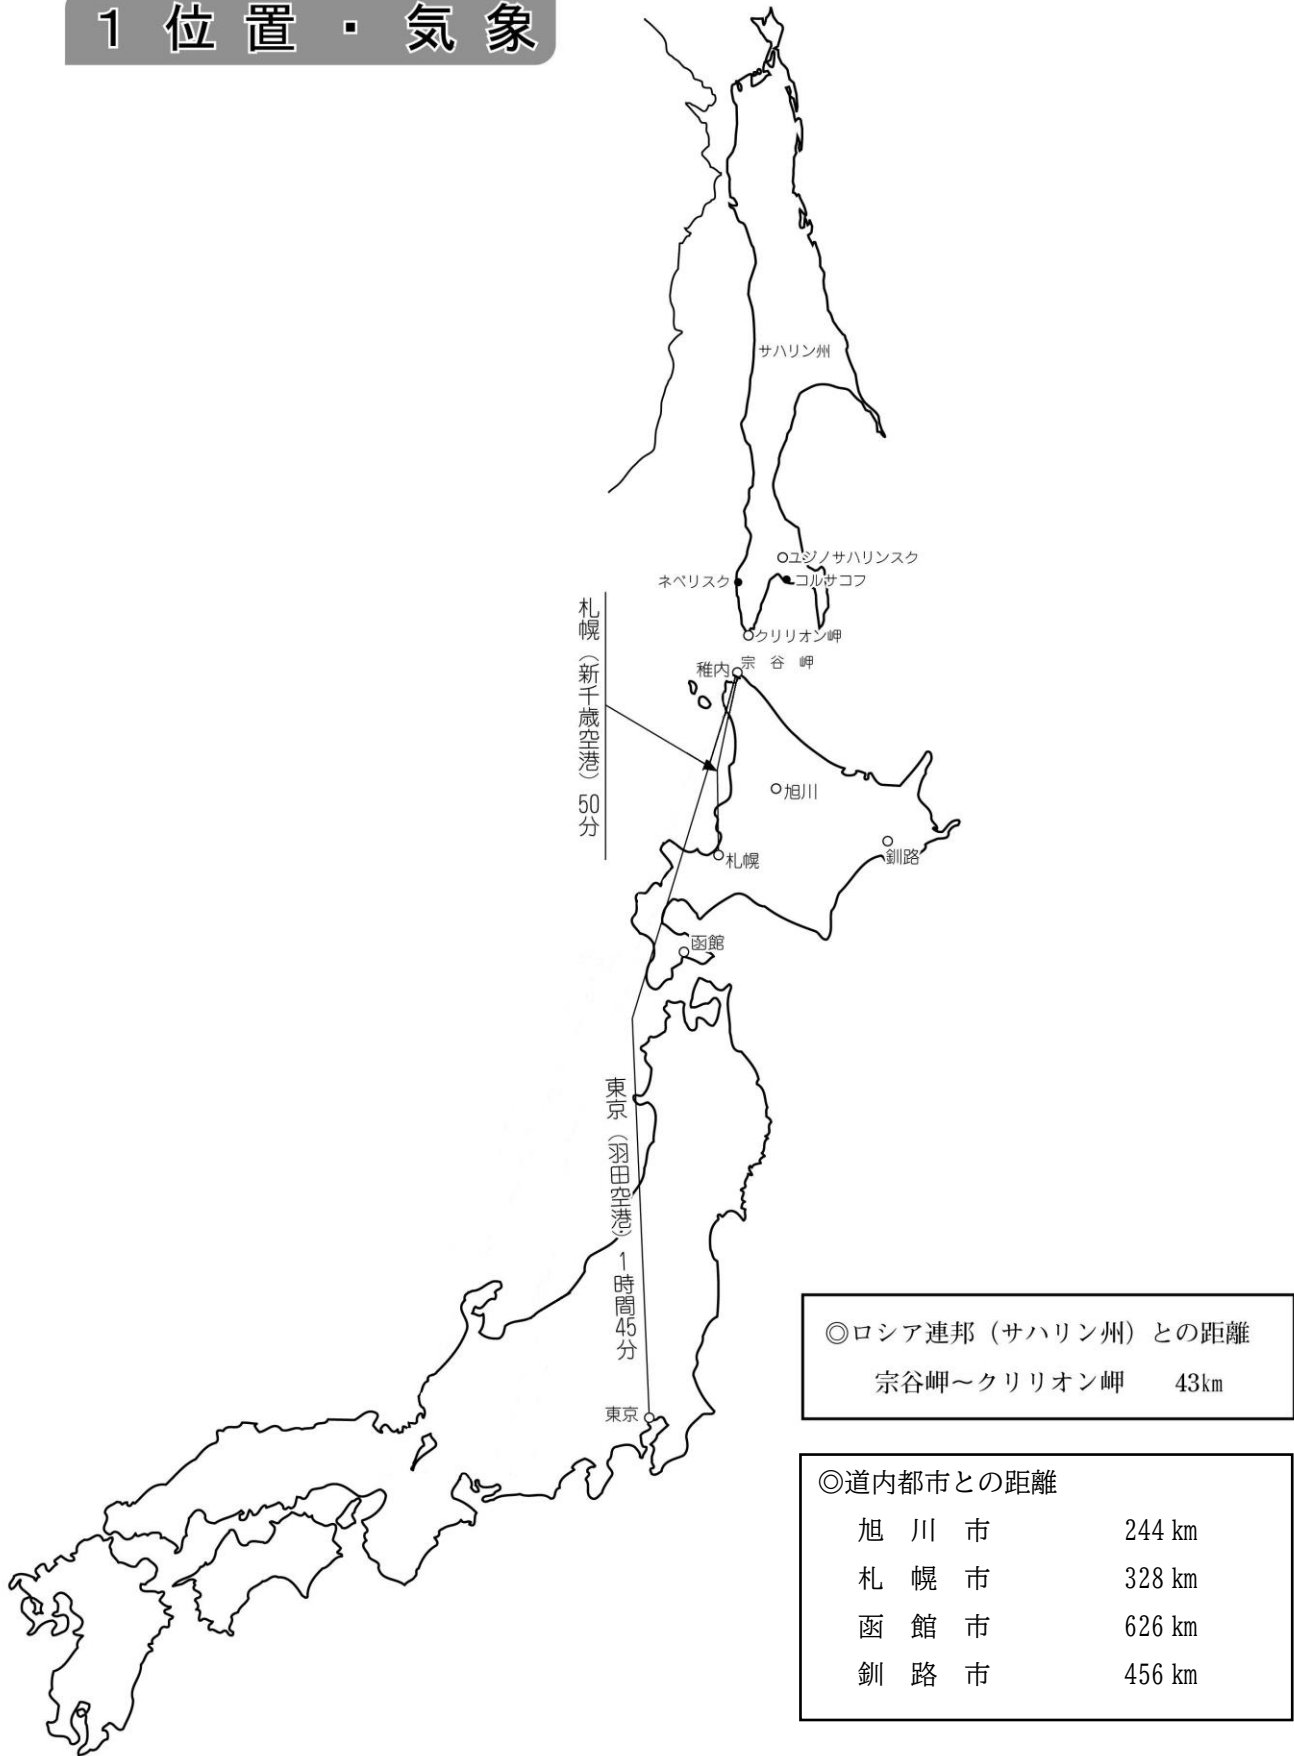 1 位 置 ・ 気 象
サハリン州
ユジノサハリンスク
ネベリスク
コルサコフ
クリリオン岬
稚内
宗 谷 岬
札幌（新千歳空港）50分
旭川
釧路
札幌
函館
東京（羽田空港）1時間45分
東京
◎ロシア連邦（サハリン州）との距離
宗谷岬～クリリオン岬 43㎞
◎道内都市との距離
旭 川 市 244 ㎞
札 幌 市 328 ㎞
函 館 市 626 ㎞
釧 路 市 456 ㎞